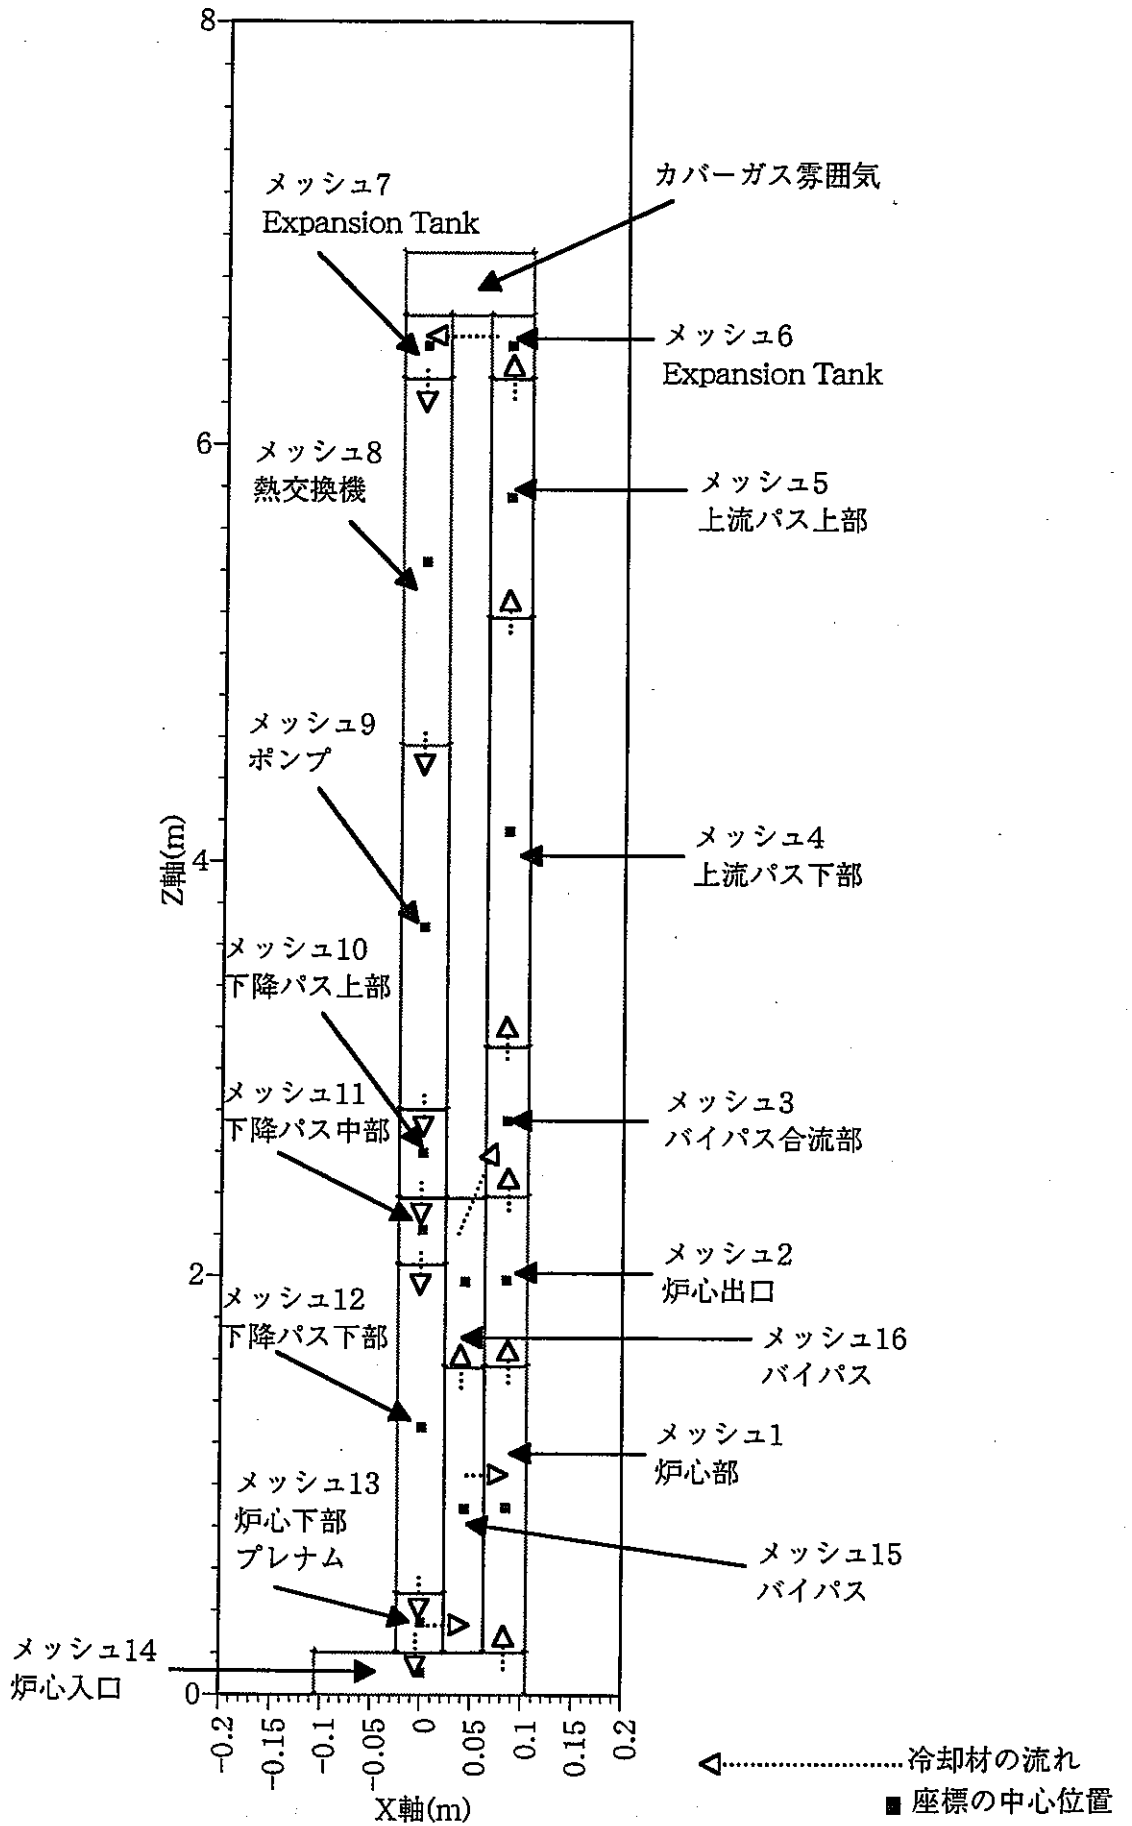 8
メッシュ7
Expansion Tank
カバーガス雰囲気
メッシュ6
Expansion Tank
6
メッシュ8
熱交換機
メッシュ5
上流パス上部
メッシュ9
ポンプ
Z軸(m)
4
メッシュ4
上流パス下部
メッシュ10
下降パス上部
メッシュ11
下降パス中部
メッシュ3
バイパス合流部
2
メッシュ2
炉心出口
メッシュ12
下降パス下部
メッシュ16
バイパス
メッシュ1
炉心部
メッシュ13
炉心下部
プレナム
メッシュ15
バイパス
メッシュ14
炉心入口
0
-0.2
-0.15
-0.1
-0.05
0
0.05
0.1
0.15
0.2
X軸(m)
冷却材の流れ
座標の中心位置